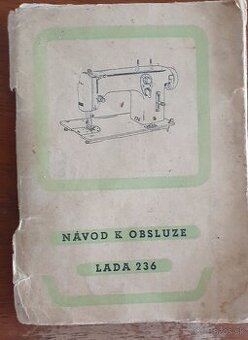 NÁVOD K OBSLUZE
LADA 236